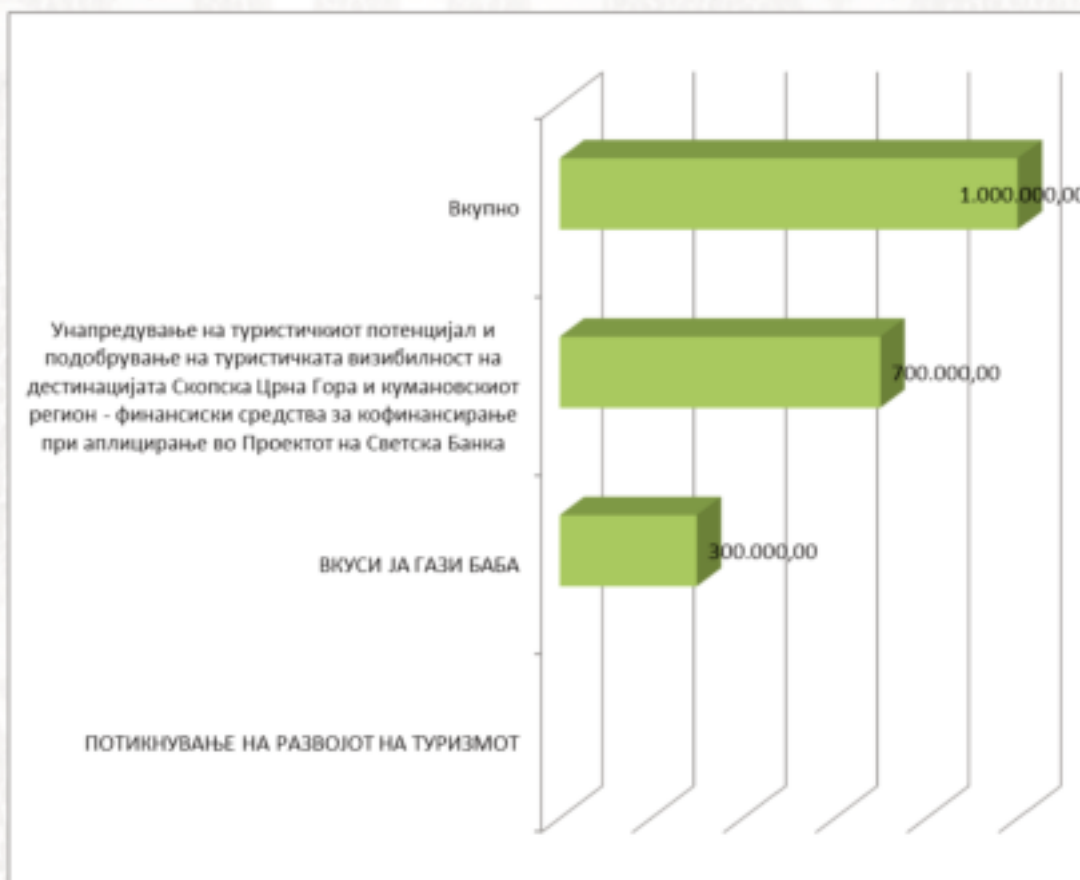 Вкупно
1.000.000,00
Унапредување на туристичкиот потенцијал и
подобрување на туристичката визибилност на
дестинацијата Скопска Црна Гора и кумановскиот
регион - финансиски средства за кофинансирање
при аплицирање во Проектот на Светска Банка
700.000,00
ВКУСИ ЈА ГАЗИ БАБА
300.000,00
ПОТИКНУВАЊЕ НА РАЗВОЈОТ НА ТУРИЗМОТ